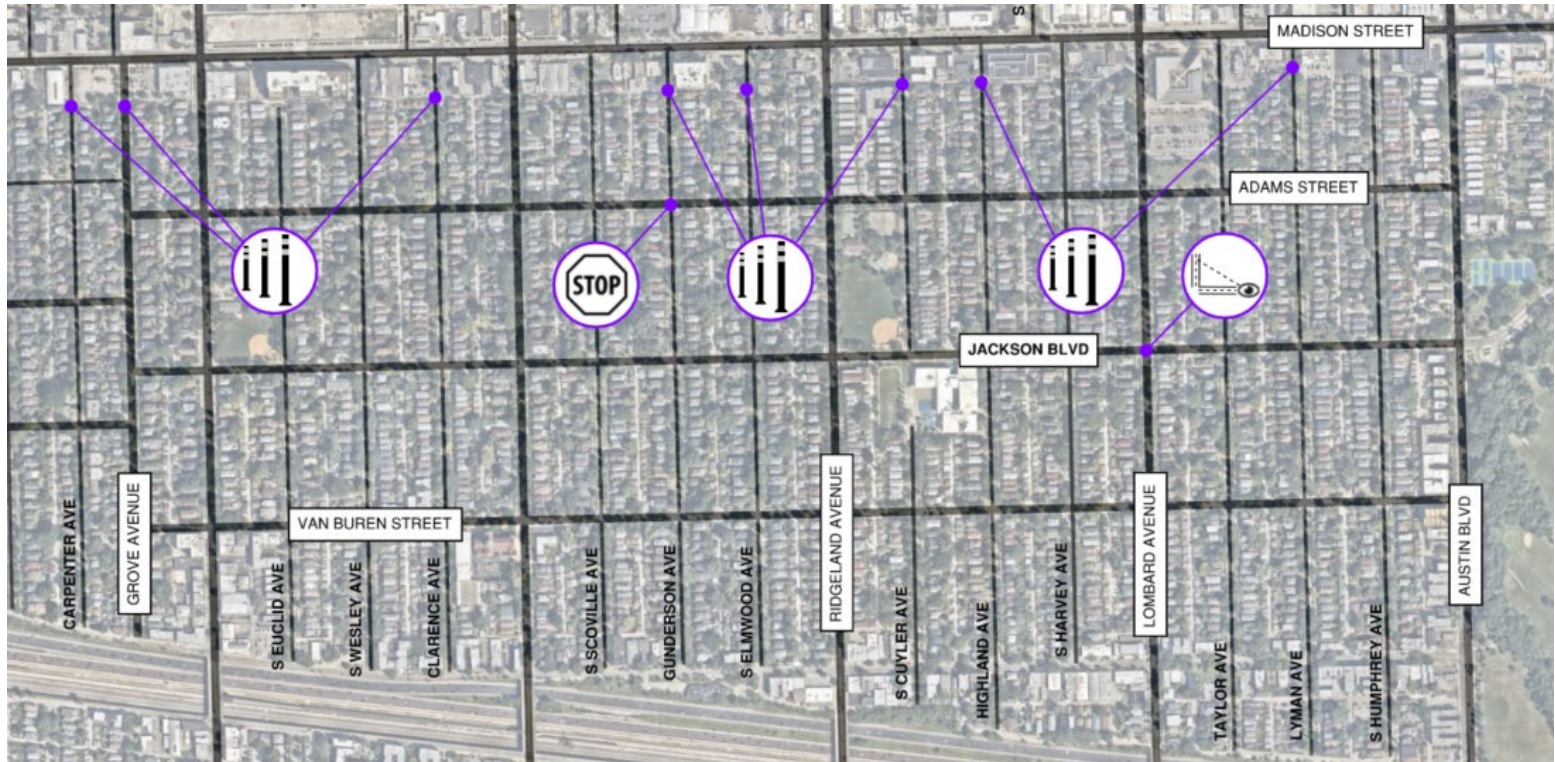 S
MADISON STREET
ADAMS STREET
STOP
JACKSON BLVD
VAN BUREN STREET
CARPENTER AVE
GROVE AVENUE
S EUCLID AVE
S WESLEY AVE
CLARENCE AVE
S SCOVILLE AVE
GUNDERSON AVE
S ELMWOOD AVE
RIDGELAND AVENUE
S CUYLER AVE
HIGHLAND AVE
S HARVEY AVE
LOMBARD AVENUE
TAYLOR AVE
LYMAN AVE
S HUMPHREY AVE
AUSTIN BLVD